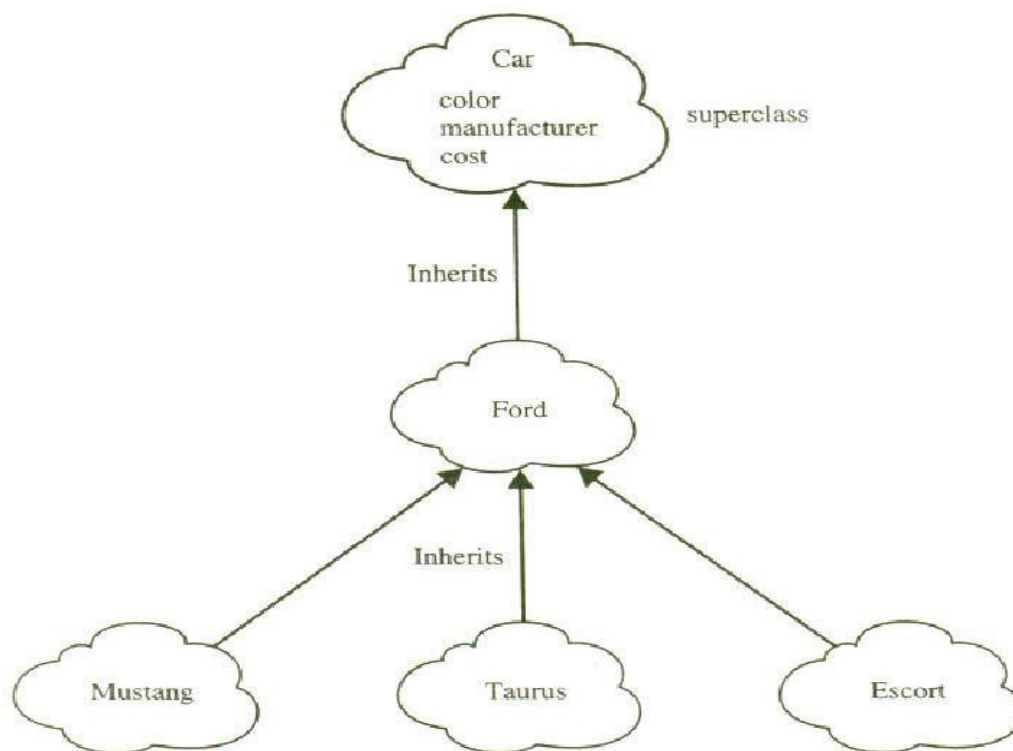 Car
color
manufacturer
cost
superclass
Inherits
Ford
Inherits
Mustang
Taurus
Escort